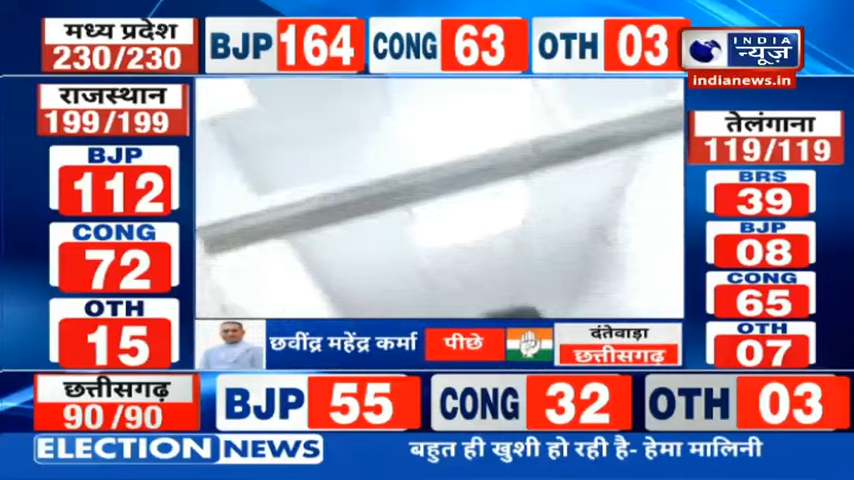 मध्य प्रदेश
230/230
BJP 164
CONG 63
OTH 03
INDIA
न्यूज़
indianews.in
राजस्थान
199/199
BJP
112
CONG
72
OTH
15
तेलंगाना
119/119
BRS
39
BJP
08
CONG
65
OTH
07
छवींद्र महेंद्र कर्मा
पीछे
दंतेवाड़ा
छत्तीसगढ़
छत्तीसगढ़
90/90
BJP 55
CONG 32
OTH 03
ELECTION NEWS
बहुत ही खुशी हो रही है- हेमा मालिनी